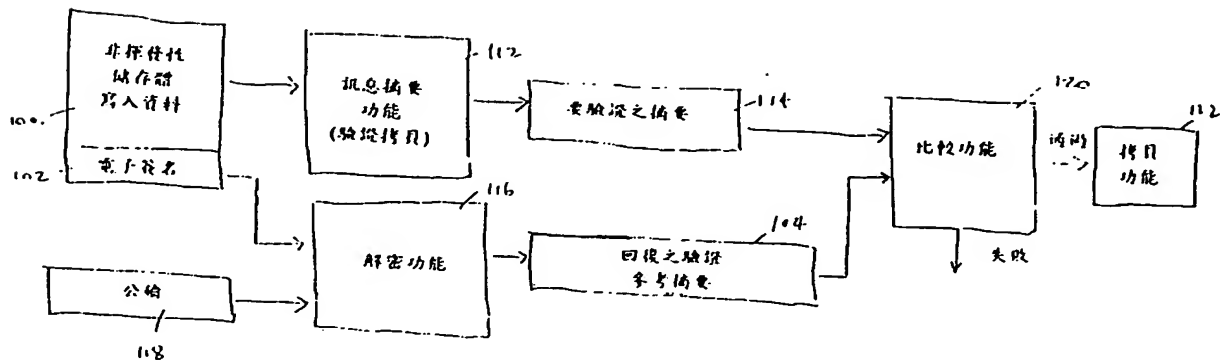 非揮發性
儲存器
寫入資料
100
電子簽名
102
訊息摘要
功能
(驗證拷貝)
112
要驗證之摘要
114
比較功能
120
通過
拷貝
功能
122
失敗
解密功能
116
回復之驗證
參考摘要
104
公鑰
118